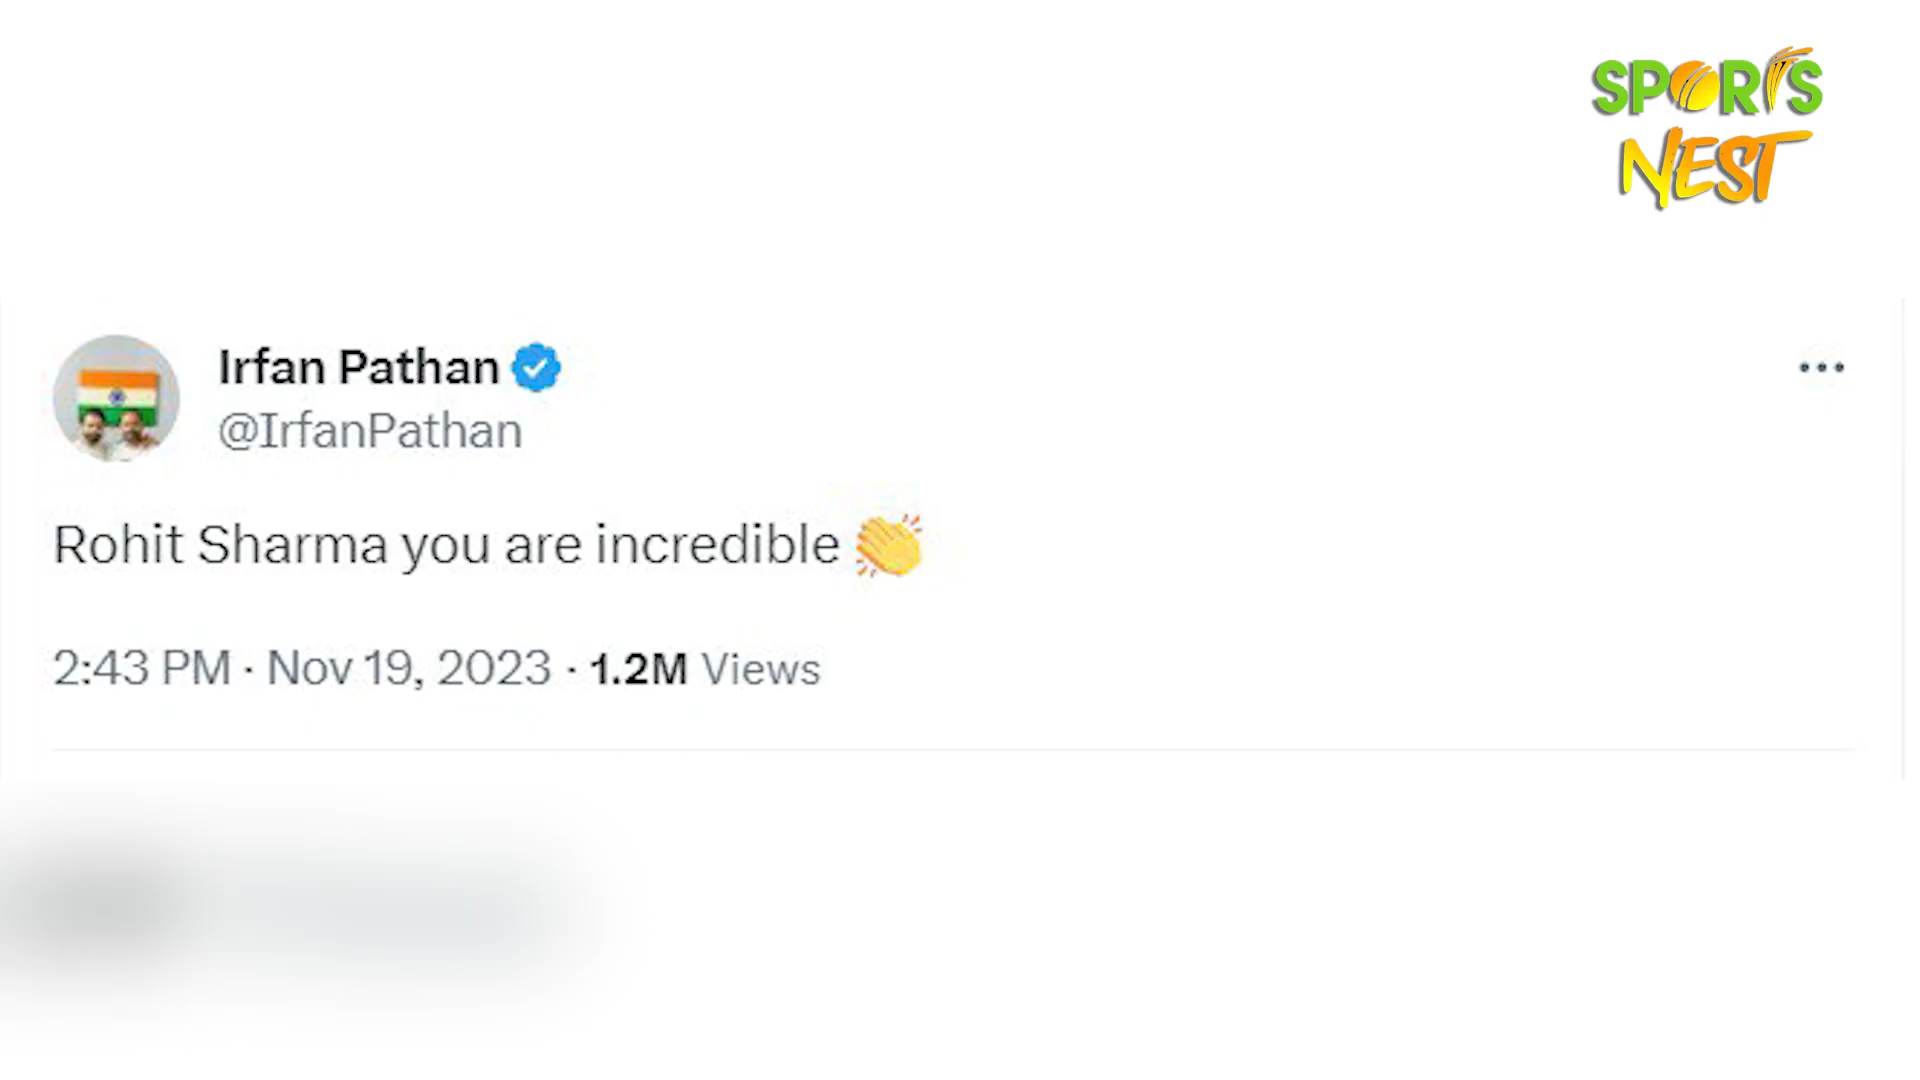 SPORTS
NEST
Irfan Pathan
@IrfanPathan
Rohit Sharma you are incredible 👏
2:43 PM · Nov 19, 2023 · 1.2M Views